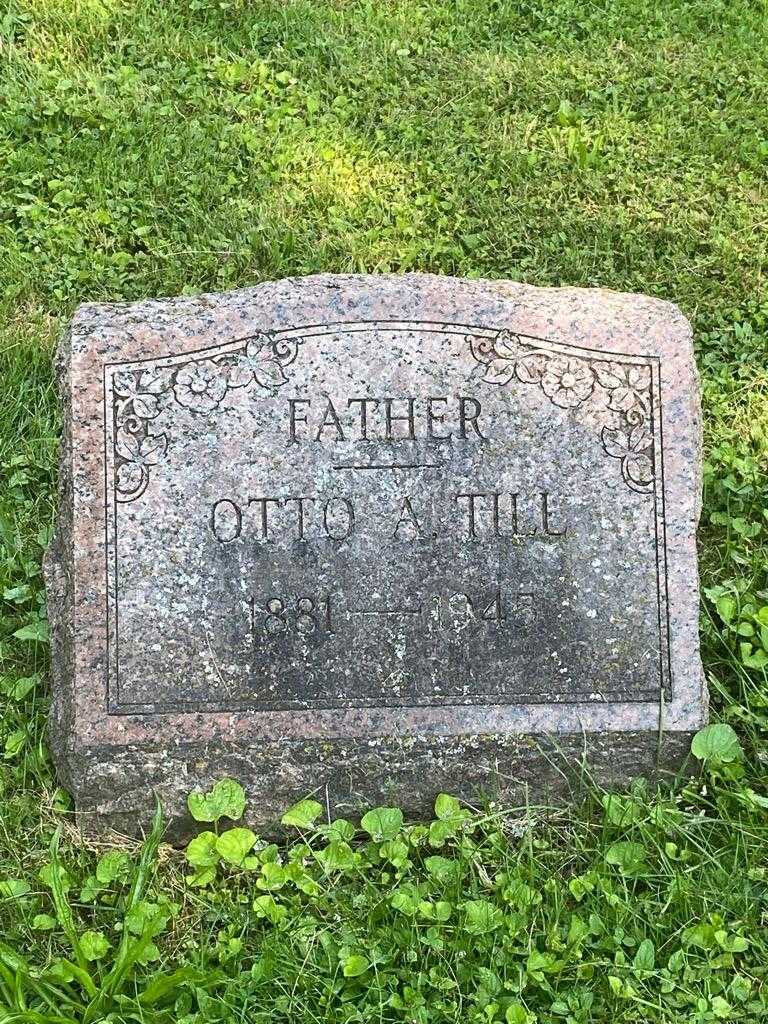 FATHER
OTTO A. TILL
1881—1945